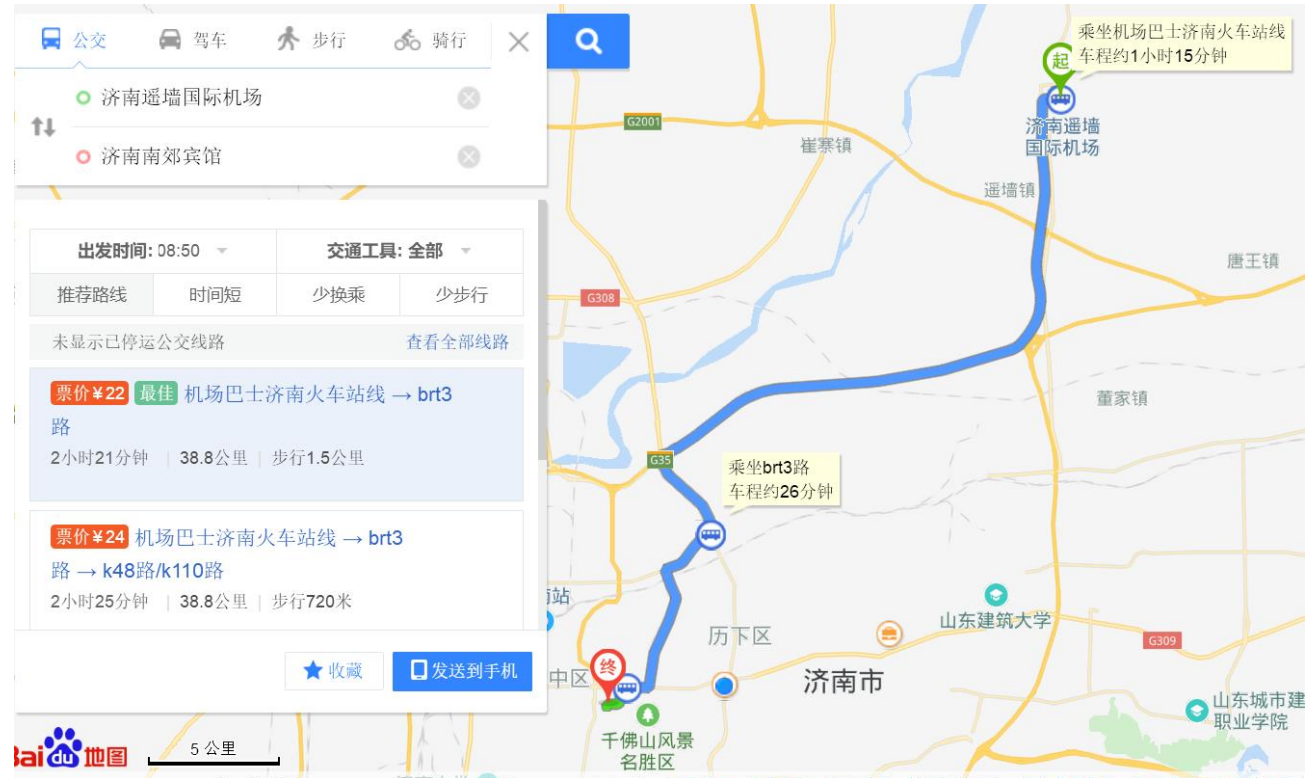 公交 驾车 步行 骑行
济南遥墙国际机场
济南南郊宾馆
出发时间: 08:50 交通工具: 全部
推荐路线 时间短 少换乘 少步行
未显示已停运公交线路 查看全部线路
票价¥22 最佳 机场巴士济南火车站线 → brt3
路
2小时21分钟 | 38.8公里 | 步行1.5公里
票价¥24 机场巴士济南火车站线 → brt3
路 → k48路/k110路
2小时25分钟 | 38.8公里 | 步行720米
收藏 发送到手机
Bai du 地图
5 公里
乘坐机场巴士济南火车站线
车程约1小时15分钟
起
济南遥墙
国际机场
G2001
崔寨镇
遥墙镇
唐王镇
G308
董家镇
G35
乘坐brt3路
车程约26分钟
站
山东建筑大学
历下区
G309
中区
终
济南市
山东城市建
职业学院
千佛山风景
名胜区